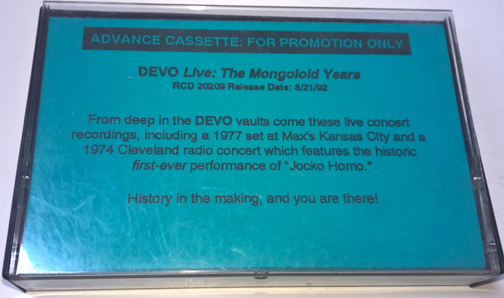 ADVANCE CASSETTE: FOR PROMOTION ONLY
DEVO Live: The Mongoloid Years
RCD 20209 Release Date: 8/21/92
From deep in the DEVO vaults come these live concert
recordings, including a 1977 set at Max's Kansas City and a
1974 Cleveland radio concert which features the historic
first-ever performance of "Jocko Homo."
History in the making, and you are there!